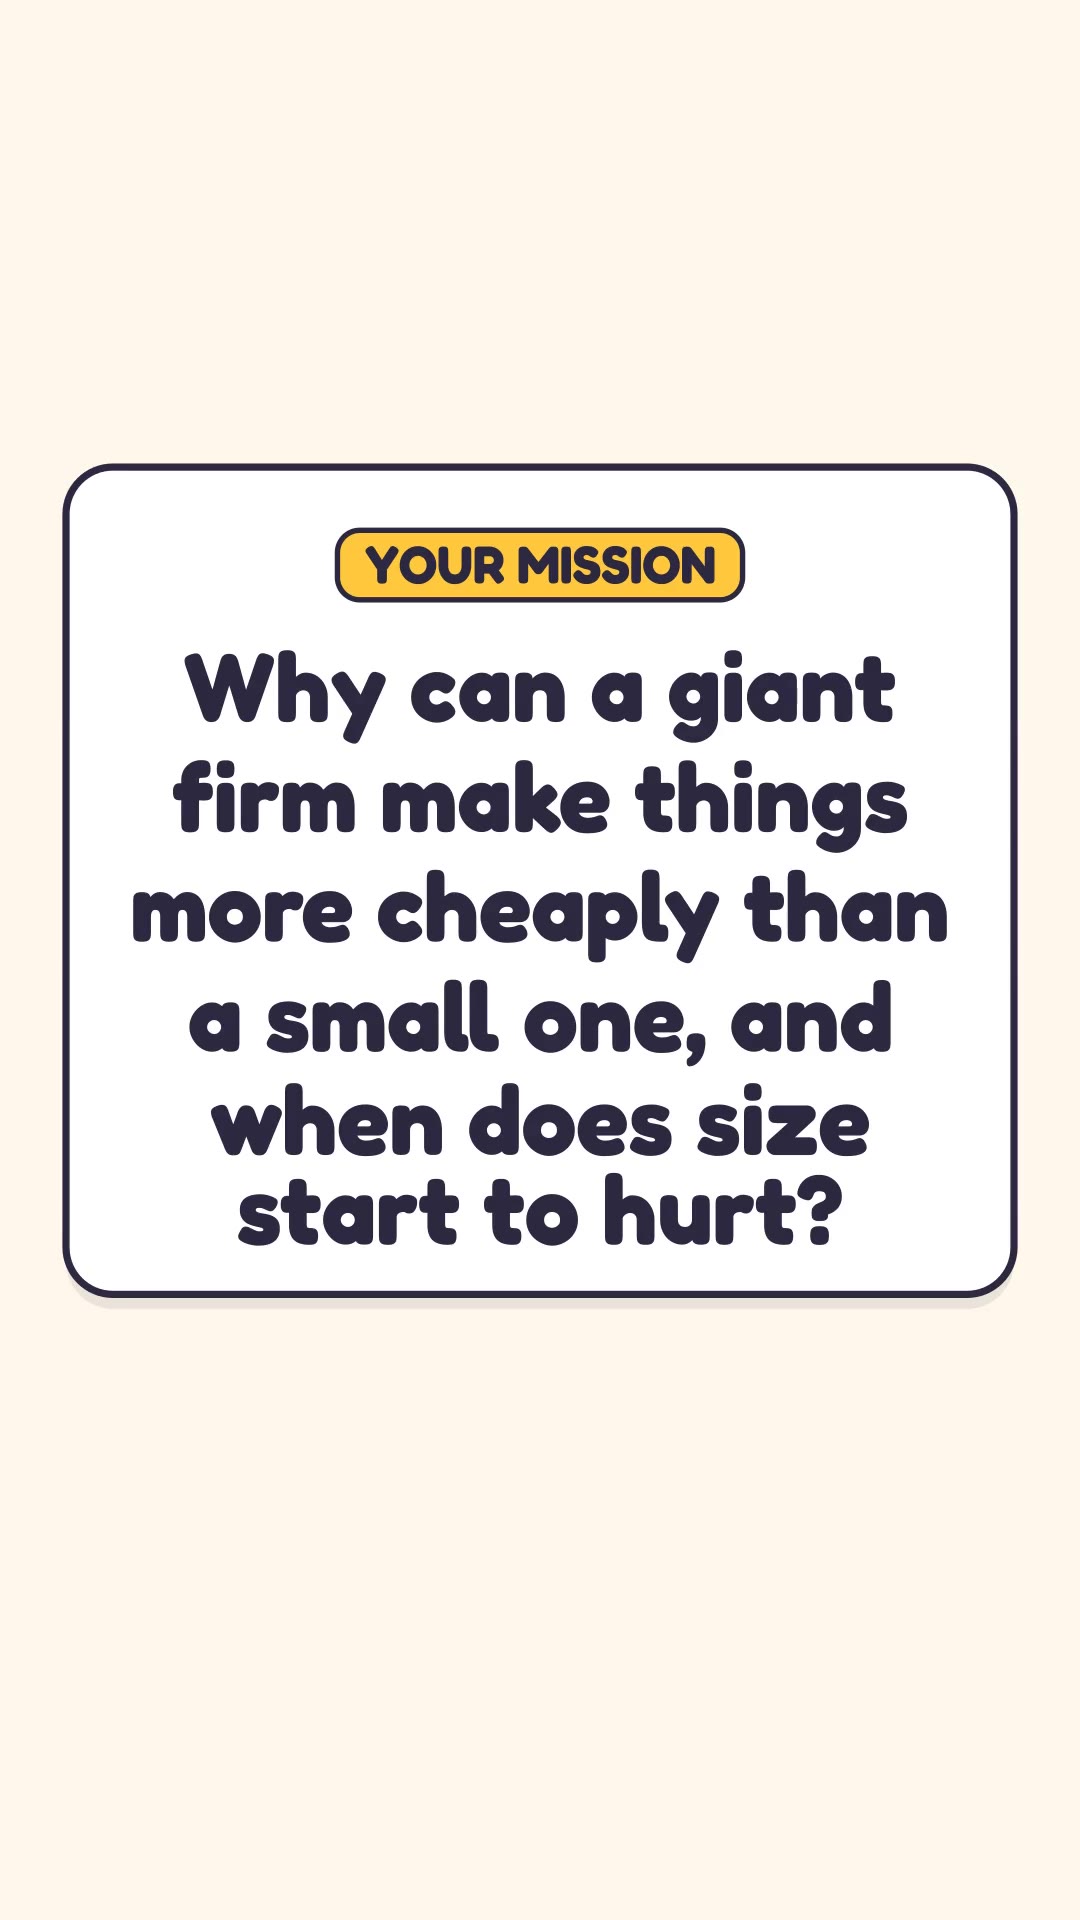 YOUR MISSION
Why can a giant
firm make things
more cheaply than
a small one, and
when does size
start to hurt?